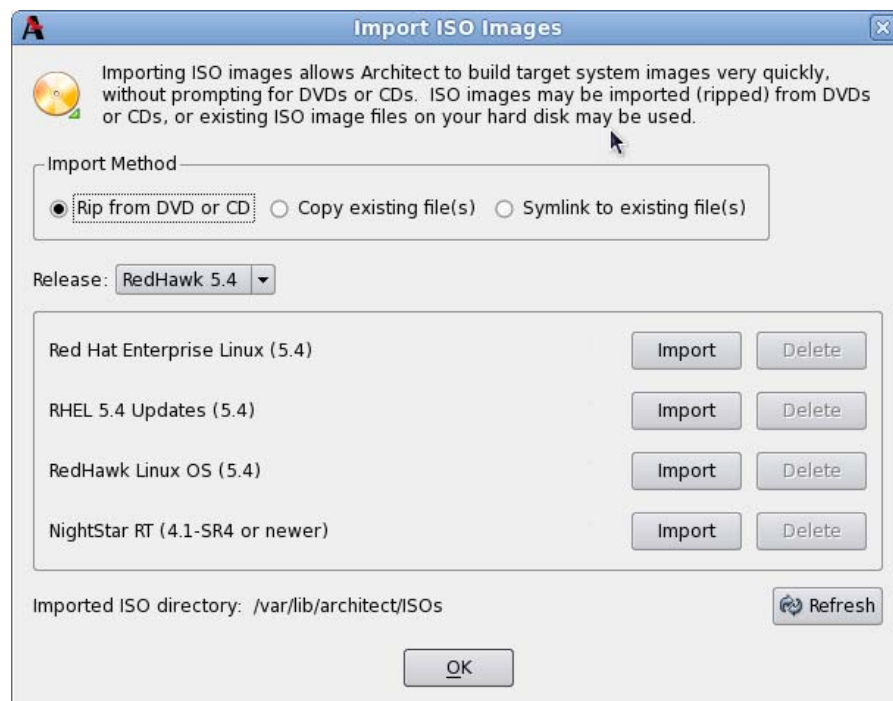 Import ISO Images
Importing ISO images allows Architect to build target system images very quickly,
without prompting for DVDs or CDs. ISO images may be imported (ripped) from DVDs
or CDs, or existing ISO image files on your hard disk may be used.
Import Method
Rip from DVD or CD Copy existing file(s) Symlink to existing file(s)
Release: RedHawk 5.4
Red Hat Enterprise Linux (5.4) Import Delete
RHEL 5.4 Updates (5.4) Import Delete
RedHawk Linux OS (5.4) Import Delete
NightStar RT (4.1-SR4 or newer) Import Delete
Imported ISO directory: /var/lib/architect/ISOs Refresh
OK